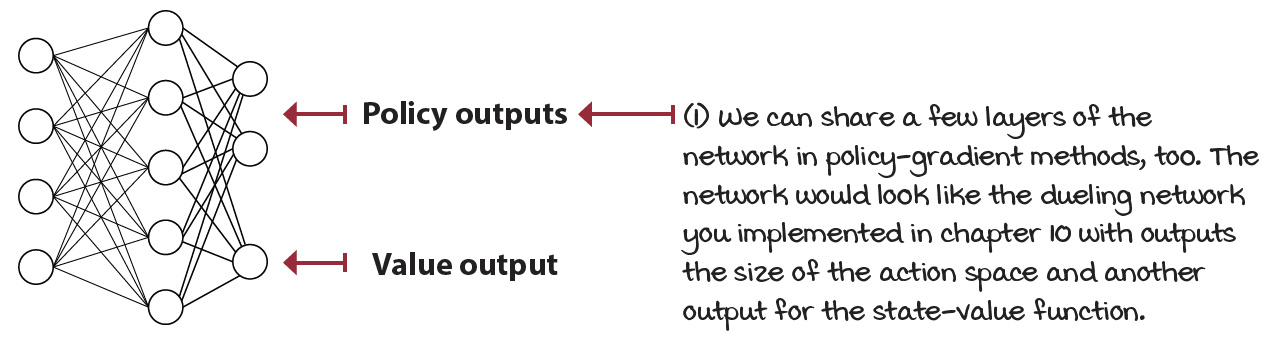 Policy outputs
Value output
(1) We can share a few layers of the
network in policy-gradient methods, too. The
network would look like the dueling network
you implemented in chapter 10 with outputs
the size of the action space and another
output for the state-value function.